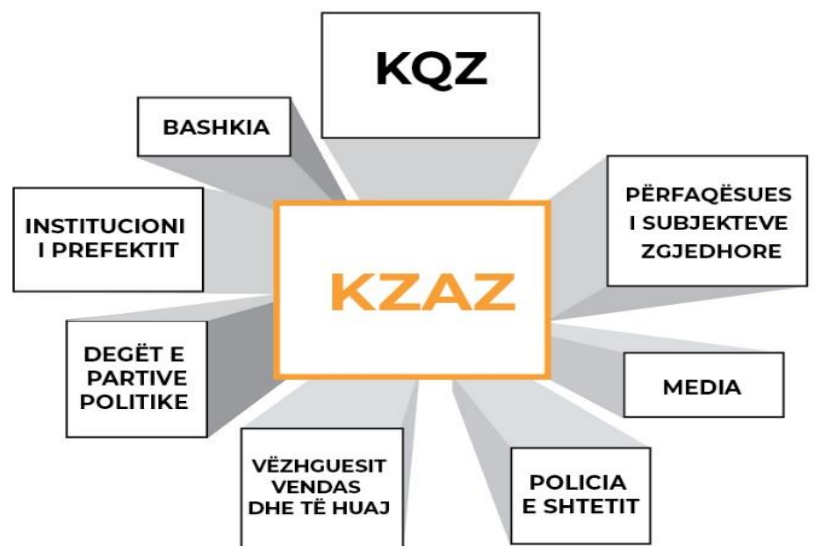 KQZ
BASHKIA
PËRFAQËSUES
I SUBJEKTEVE
ZGJEDHORE
INSTITUCIONI
I PREFEKTIT
KZAZ
DEGËT E
PARTIVE
POLITIKE
MEDIA
VËZHGUESIT
VENDAS
DHE TË HUAJ
POLICIA
E SHTETIT